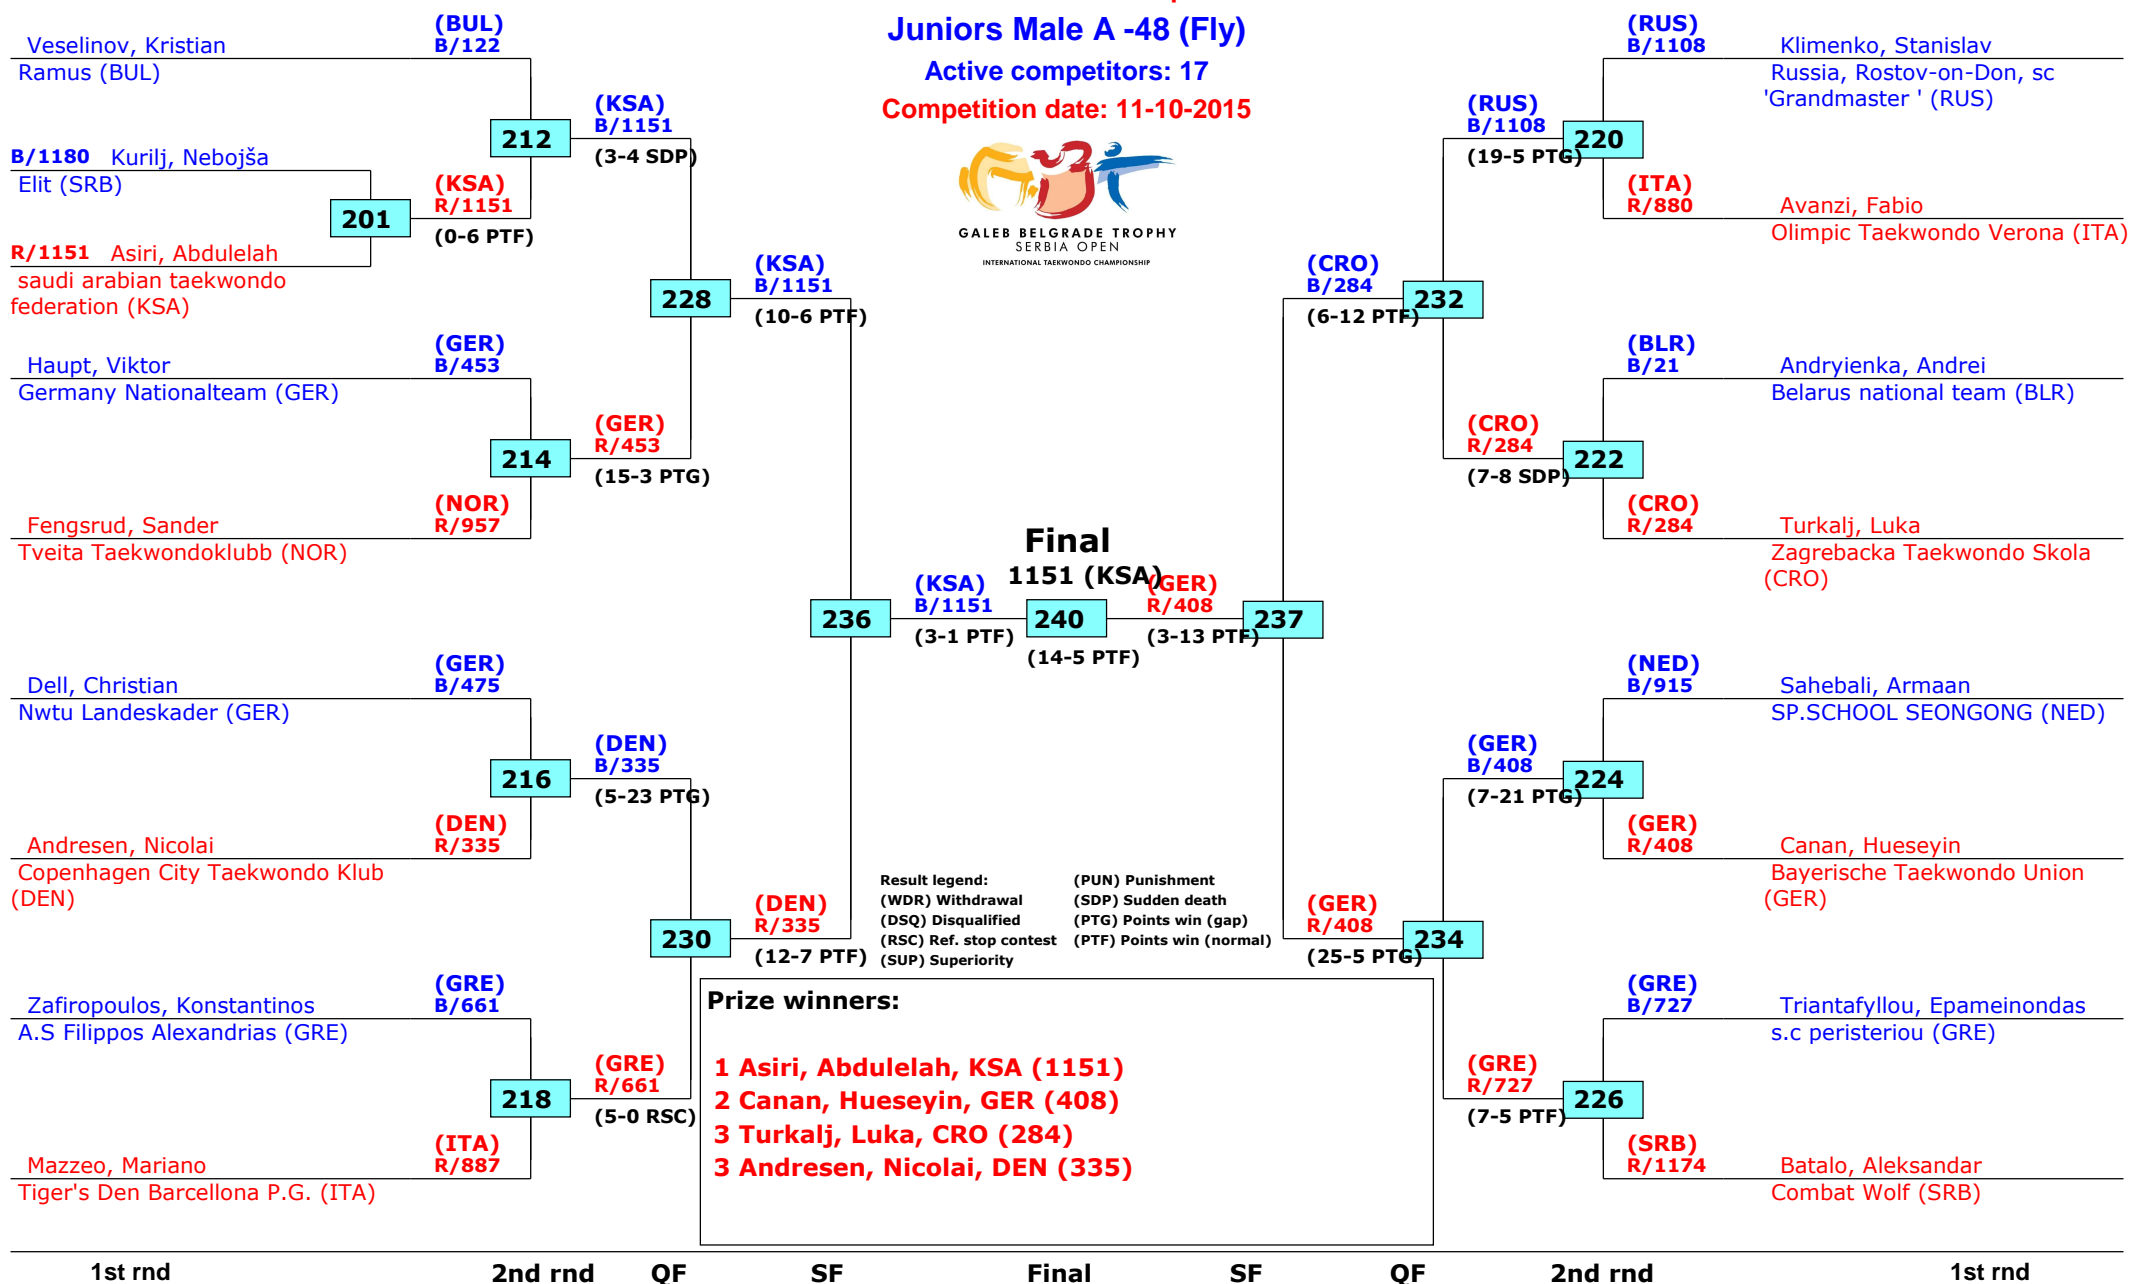 Juniors Male A -48 (Fly)
Active competitors: 17
Competition date: 11-10-2015
GALEB BELGRADE TROPHY
SERBIA OPEN
INTERNATIONAL TAEKWONDO CHAMPIONSHIP
Veselinov, Kristian
Ramus (BUL)
(BUL)
B/122
B/1180 Kurilj, Nebojša
Elit (SRB)
R/1151 Asiri, Abdulelah
saudi arabian taekwondo
federation (KSA)
201
(KSA)
R/1151
(0-6 PTF)
212
(KSA)
B/1151
(3-4 SDP)
Haupt, Viktor
Germany Nationalteam (GER)
(GER)
B/453
Fengsrud, Sander
Tveita Taekwondoklubb (NOR)
(NOR)
R/957
214
(GER)
R/453
(15-3 PTG)
228
(KSA)
B/1151
(10-6 PTF)
Dell, Christian
Nwtu Landeskader (GER)
(GER)
B/475
Andresen, Nicolai
Copenhagen City Taekwondo Klub
(DEN)
(DEN)
R/335
216
(DEN)
B/335
(5-23 PTG)
Zafiropoulos, Konstantinos
A.S Filippos Alexandrias (GRE)
(GRE)
B/661
Mazzeo, Mariano
Tiger's Den Barcellona P.G. (ITA)
(ITA)
R/887
218
(GRE)
R/661
(5-0 RSC)
230
(DEN)
R/335
(12-7 PTF)
236
(KSA)
B/1151
(3-1 PTF)
Final
1151 (KSA)
240
(14-5 PTF)
(GER)
R/408
(3-13 PTF)
237
(CRO)
B/284
(6-12 PTF)
232
(RUS)
B/1108
(19-5 PTG)
220
(RUS)
B/1108
Klimenko, Stanislav
Russia, Rostov-on-Don, sc
'Grandmaster ' (RUS)
(ITA)
R/880
Avanzi, Fabio
Olimpic Taekwondo Verona (ITA)
(CRO)
R/284
(7-8 SDP)
222
(BLR)
B/21
Andryienka, Andrei
Belarus national team (BLR)
(CRO)
R/284
Turkalj, Luka
Zagrebacka Taekwondo Skola
(CRO)
(GER)
R/408
(25-5 PTG)
234
(GER)
B/408
(7-21 PTG)
224
(NED)
B/915
Sahebali, Armaan
SP.SCHOOL SEONGONG (NED)
(GER)
R/408
Canan, Hueseyin
Bayerische Taekwondo Union
(GER)
(GRE)
R/727
(7-5 PTF)
226
(GRE)
B/727
Triantafyllou, Epameinondas
s.c peristeriou (GRE)
(SRB)
R/1174
Batalo, Aleksandar
Combat Wolf (SRB)
Result legend:
(WDR) Withdrawal
(DSQ) Disqualified
(RSC) Ref. stop contest
(SUP) Superiority
(PUN) Punishment
(SDP) Sudden death
(PTG) Points win (gap)
(PTF) Points win (normal)
Prize winners:
1 Asiri, Abdulelah, KSA (1151)
2 Canan, Hueseyin, GER (408)
3 Turkalj, Luka, CRO (284)
3 Andresen, Nicolai, DEN (335)
1st rnd 2nd rnd QF SF Final SF QF 2nd rnd 1st rnd